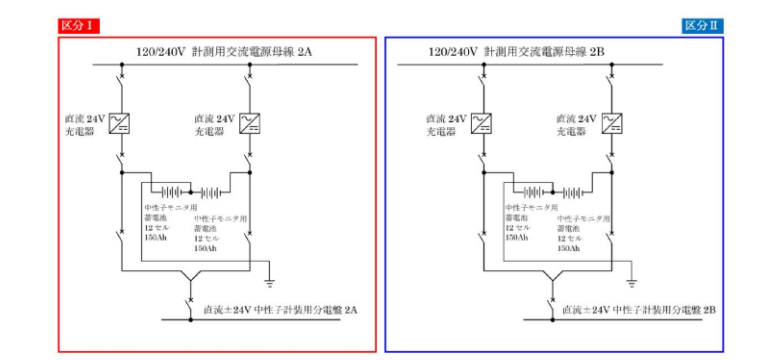 区分Ⅰ
区分Ⅱ
120/240V 計測用交流電源母線 2A
直流 24V
充電器
直流 24V
充電器
中性子モニタ用
蓄電池
12 セル
150Ah
中性子モニタ用
蓄電池
12 セル
150Ah
直流±24V 中性子計装用分電盤 2A
120/240V 計測用交流電源母線 2B
直流 24V
充電器
直流 24V
充電器
中性子モニタ用
蓄電池
12 セル
150Ah
中性子モニタ用
蓄電池
12 セル
150Ah
直流±24V 中性子計装用分電盤 2B